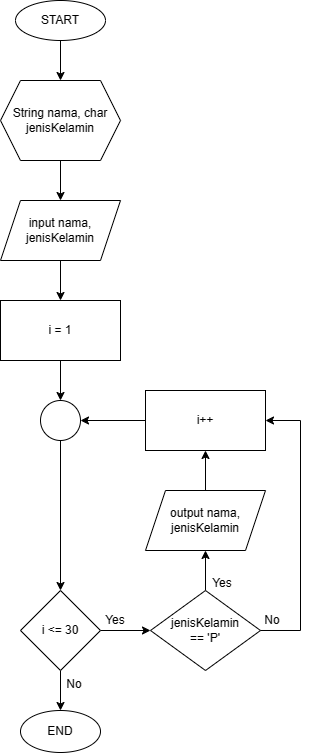 START
String nama, char
jenisKelamin
input nama,
jenisKelamin
i = 1
i++
output nama,
jenisKelamin
Yes
i <= 30
Yes
jenisKelamin
== 'P'
No
No
END